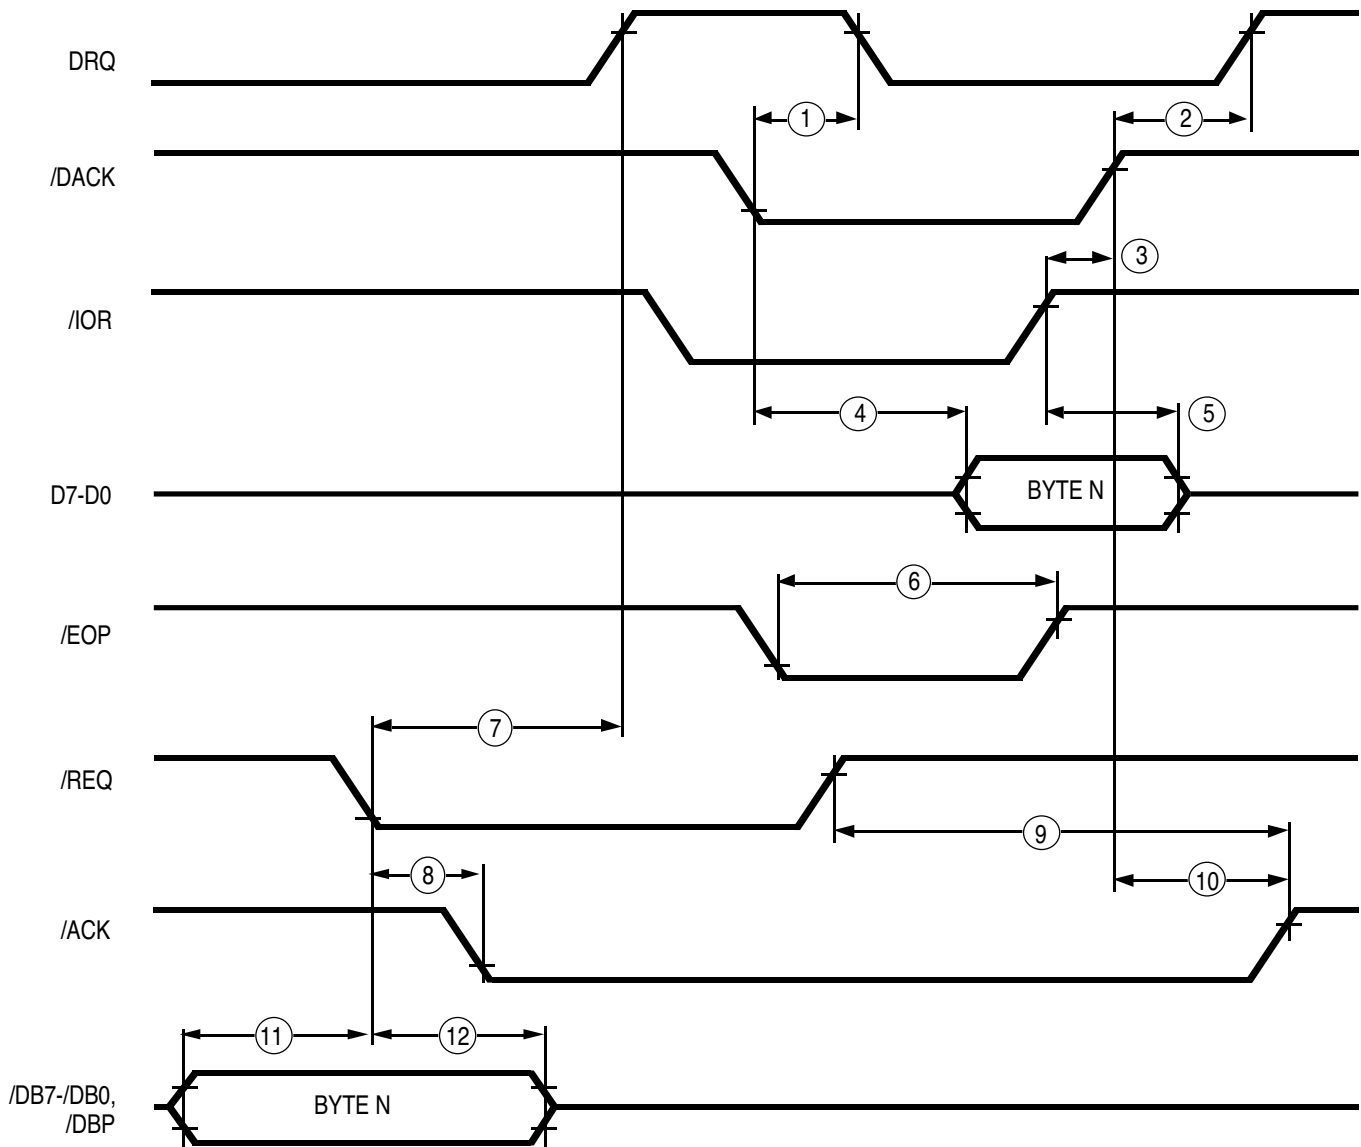 DRQ
1
2
/DACK
3
/IOR
4
5
D7-D0
BYTE N
6
/EOP
7
/REQ
9
8
10
/ACK
11
12
/DB7-/DB0,
/DBP
BYTE N